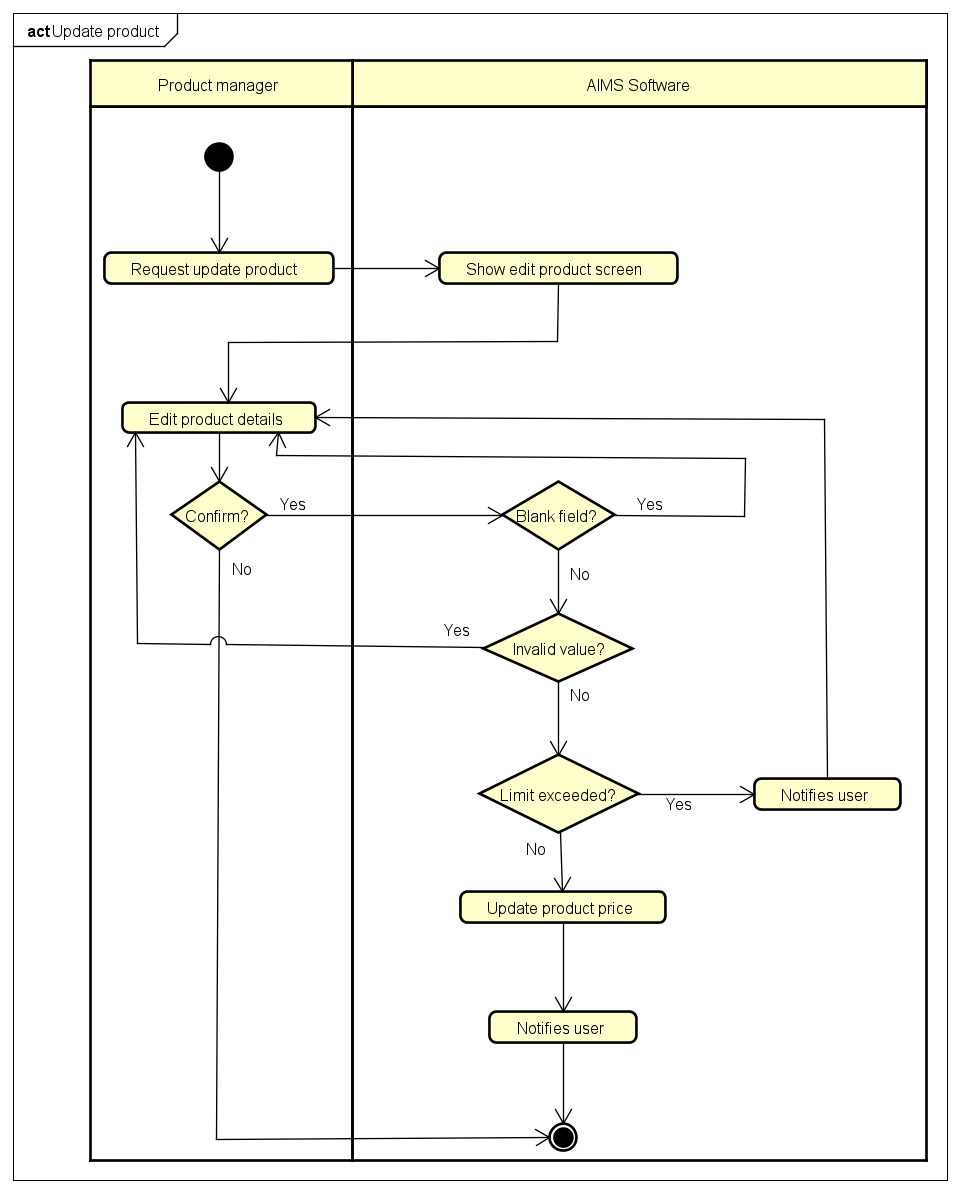 act Update product
Product manager
AIMS Software
Request update product
Show edit product screen
Edit product details
Confirm?
Yes
Blank field?
Yes
No
No
Yes
Invalid value?
No
Limit exceeded?
Yes
Notifies user
No
Update product price
Notifies user